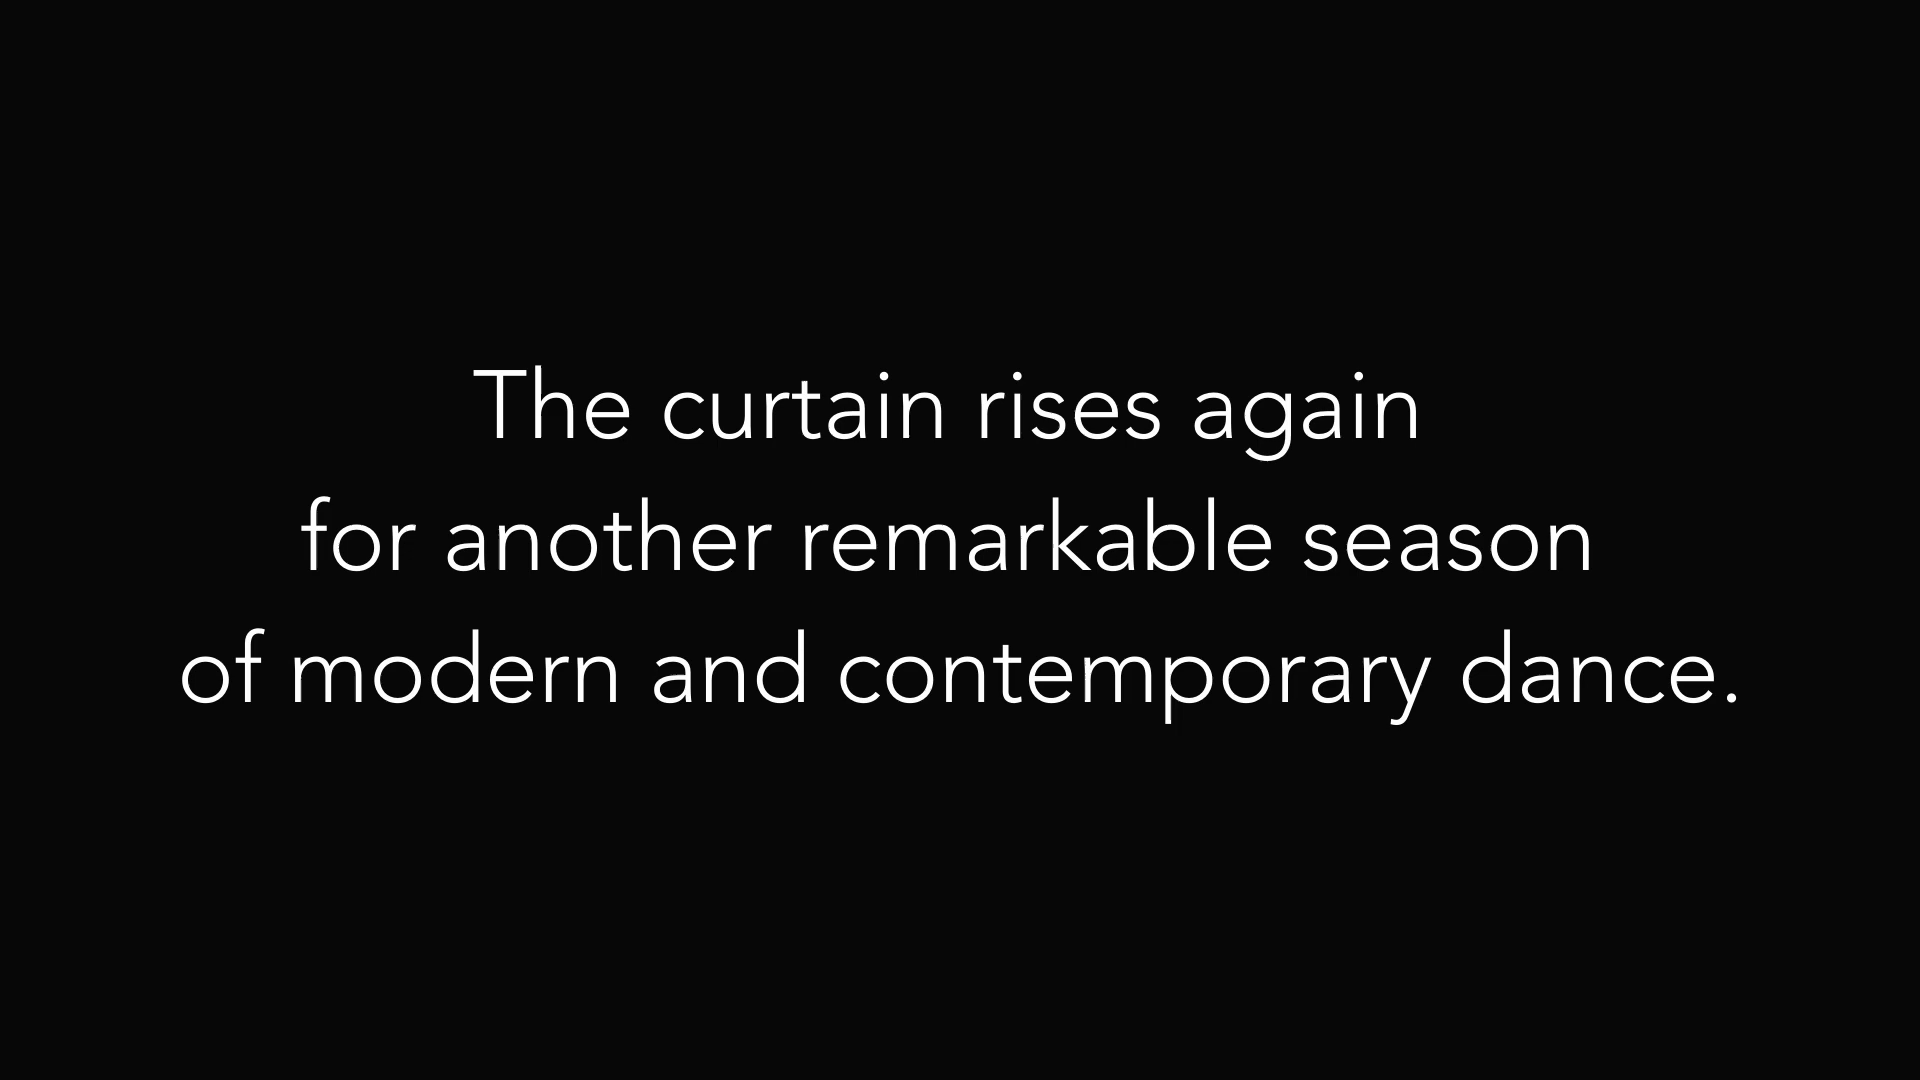 The curtain rises again
for another remarkable season
of modern and contemporary dance.